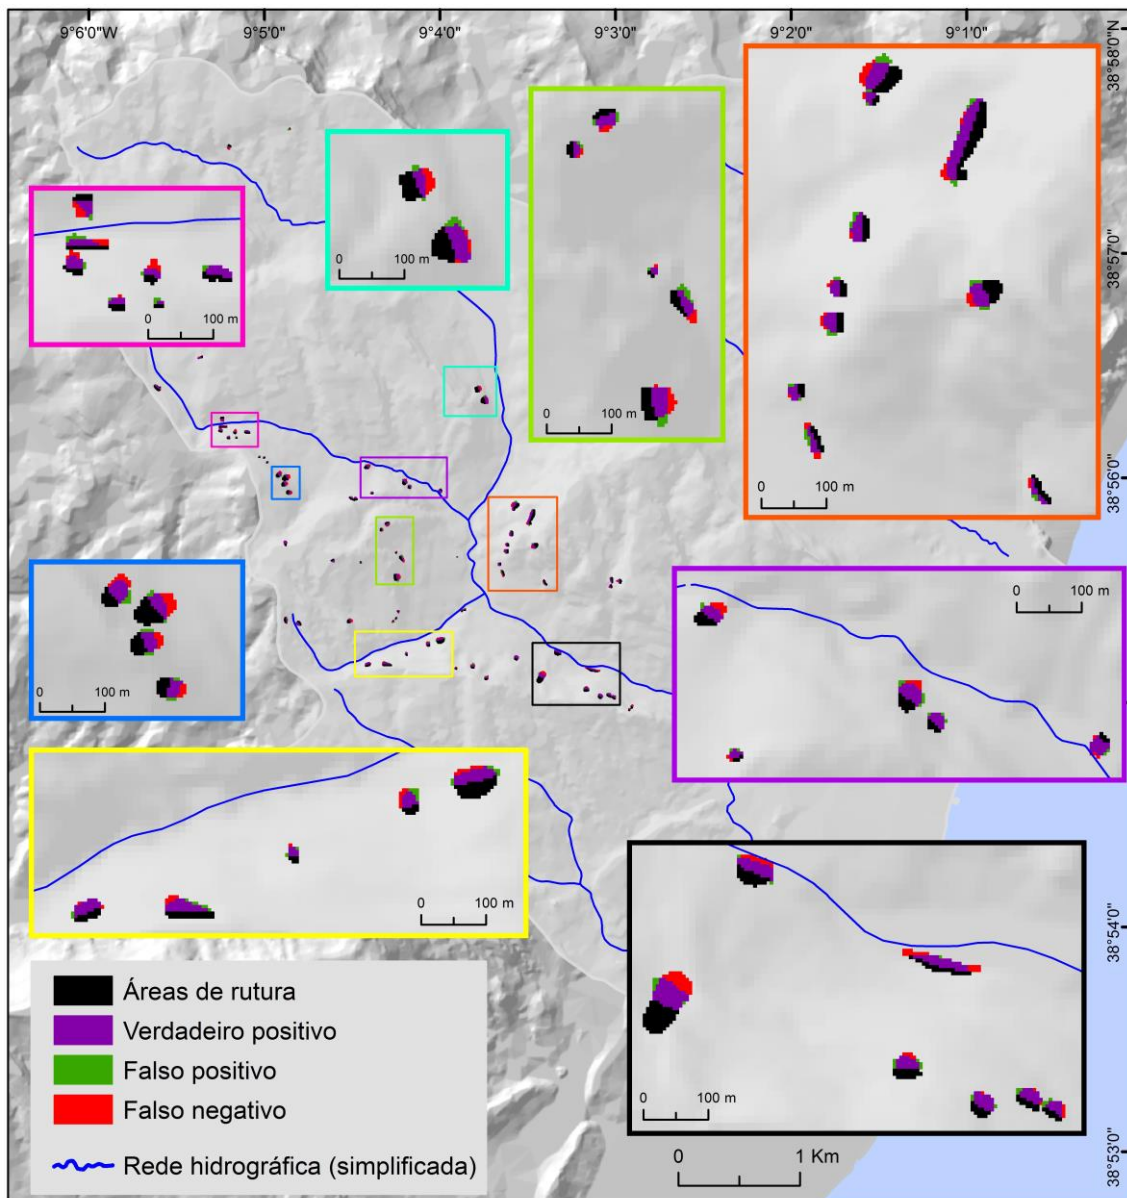 9°6'0"W 9°5'0" 9°4'0" 9°3'0" 9°2'0" 9°1'0"
38°58'0"N
38°57'0"
38°56'0"
38°54'0"
38°53'0"
0 100 m
0 100 m
0 100 m
0 100 m
0 100 m
0 100 m
0 100 m
0 100 m
Áreas de rutura
Verdadeiro positivo
Falso positivo
Falso negativo
Rede hidrográfica (simplificada)
0 1 Km